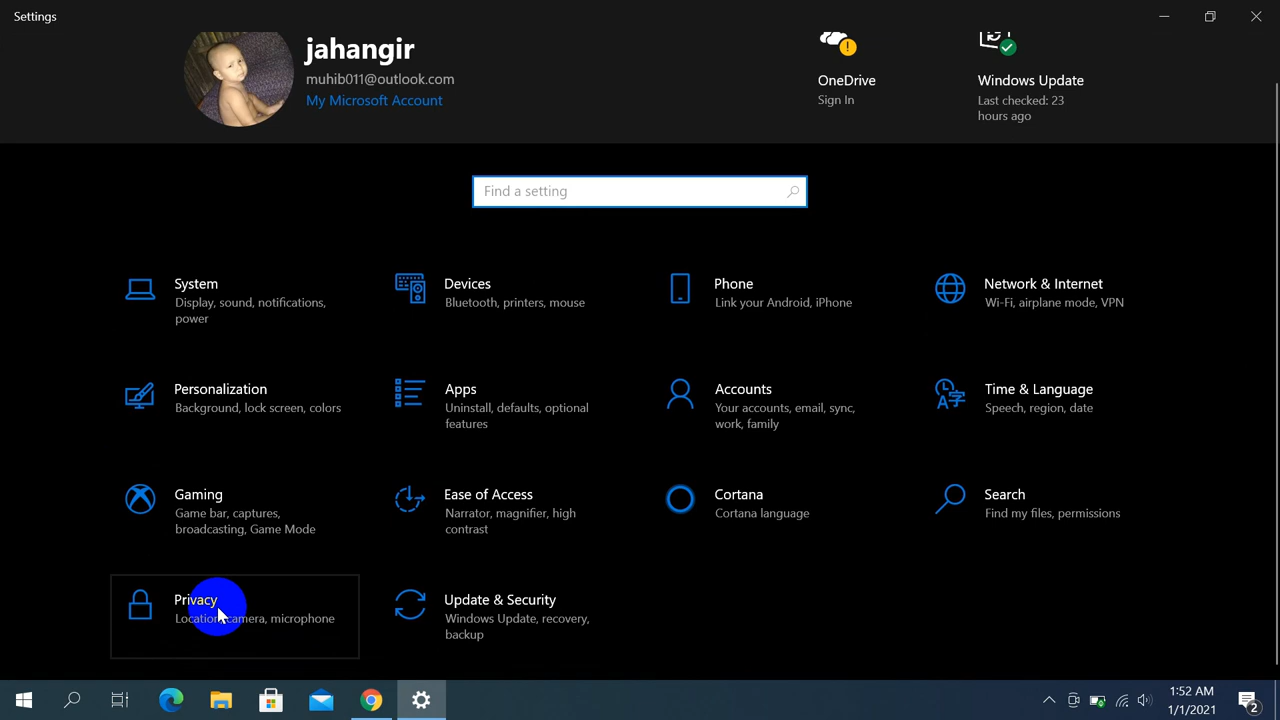 Settings
jahangir
muhib011@outlook.com
My Microsoft Account
OneDrive
Sign In
Windows Update
Last checked: 23
hours ago
Find a setting
System
Display, sound, notifications,
power
Devices
Bluetooth, printers, mouse
Phone
Link your Android, iPhone
Network & Internet
Wi-Fi, airplane mode, VPN
Personalization
Background, lock screen, colors
Apps
Uninstall, defaults, optional
features
Accounts
Your accounts, email, sync,
work, family
Time & Language
Speech, region, date
Gaming
Game bar, captures,
broadcasting, Game Mode
Ease of Access
Narrator, magnifier, high
contrast
Cortana
Cortana language
Search
Find my files, permissions
Privacy
Location, camera, microphone
Update & Security
Windows Update, recovery,
backup
1:52 AM
1/1/2021
2